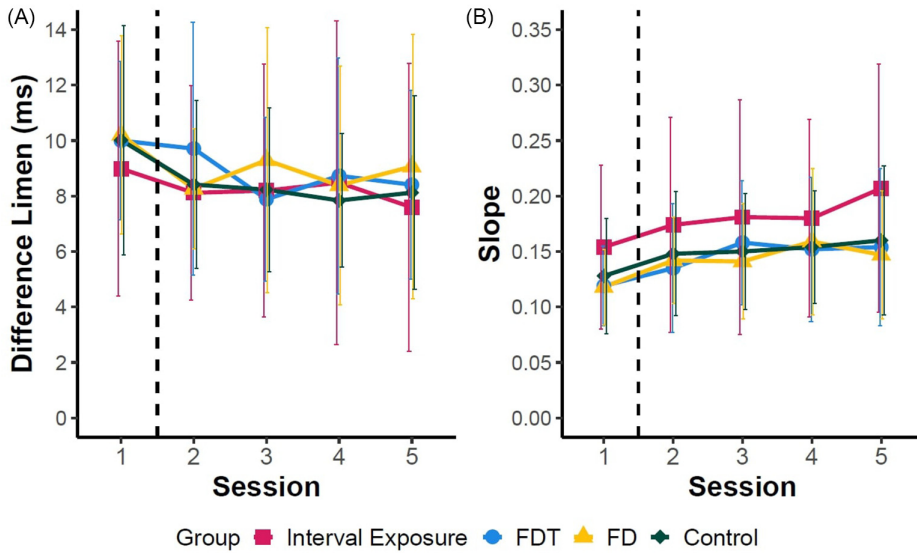 (A)
Difference Limen (ms)
14
12
10
8
6
4
2
0
1 2 3 4 5
Session
(B)
Slope
0.35
0.30
0.25
0.20
0.15
0.10
0.05
0.00
1 2 3 4 5
Session
Group Interval Exposure FDT FD Control